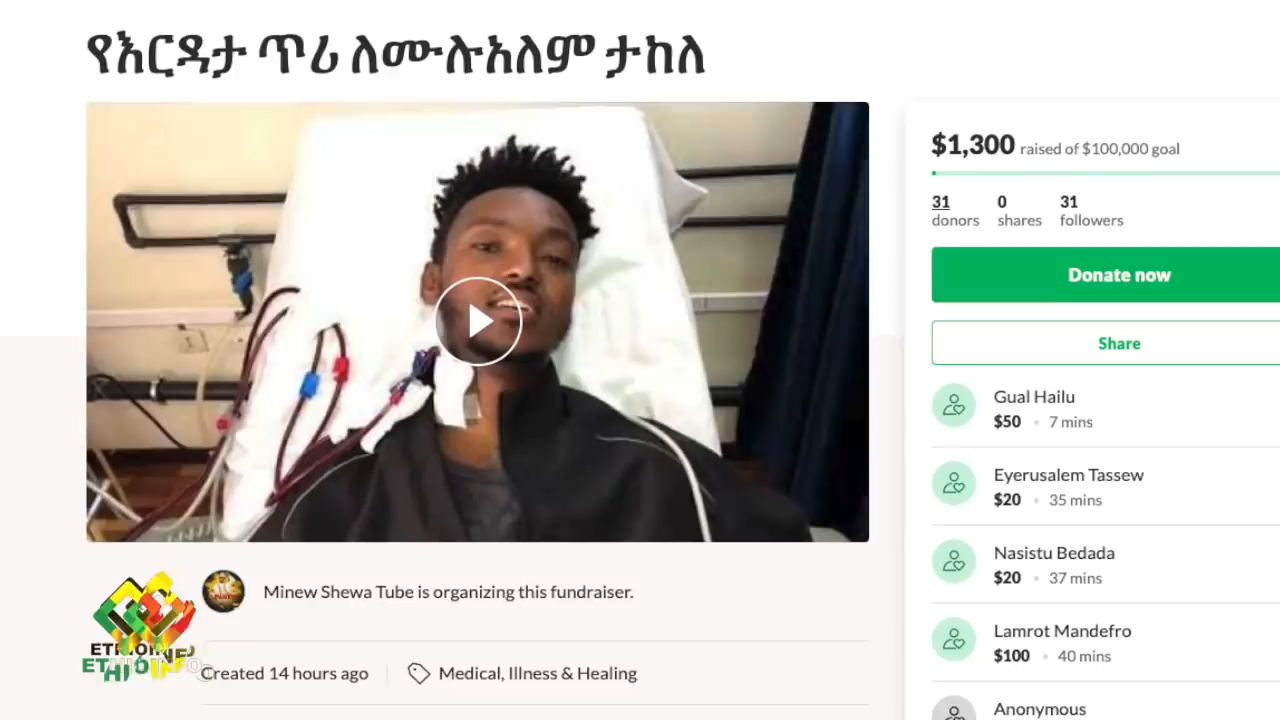 የእርዳታ ጥሪ ለሙሉአለም ታከለ
$1,300 raised of $100,000 goal
31 0 31
donors shares followers
Donate now
Share
Gual Hailu
$50 • 7 mins
Eyerusalem Tassew
$20 • 35 mins
Nasistu Bedada
$20 • 37 mins
Lamrot Mandefro
$100 • 40 mins
Anonymous
Minew Shewa Tube is organizing this fundraiser.
Created 14 hours ago
Medical, Illness & Healing